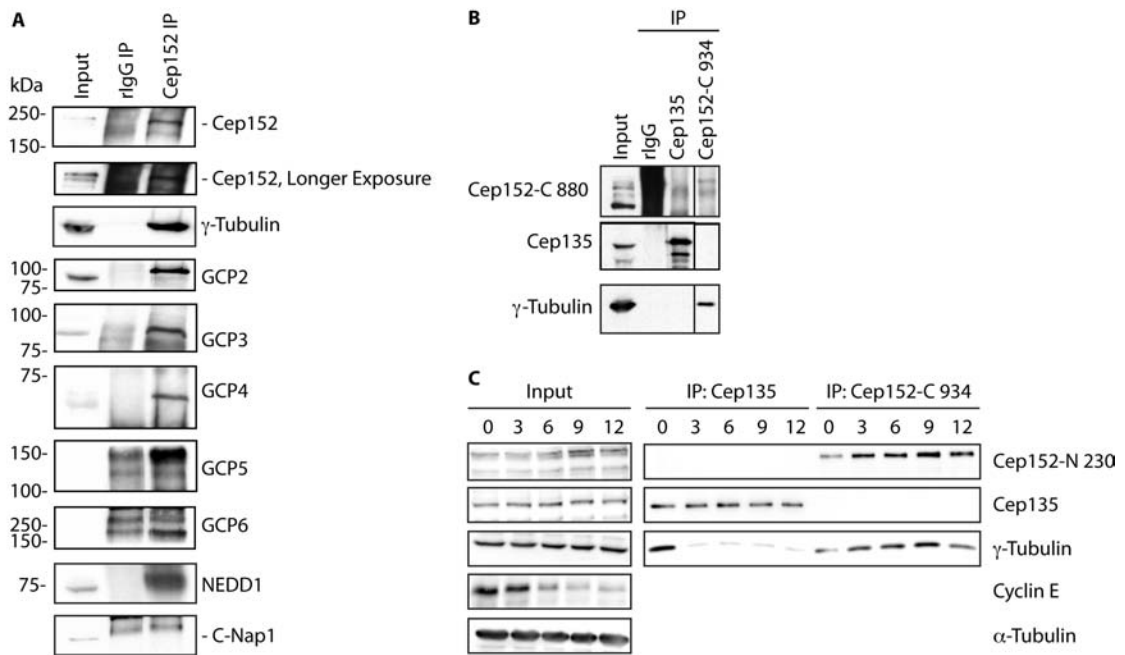 A
kDa
Input
rIgG IP
Cep152 IP
250-
150-
- Cep152
- Cep152, Longer Exposure
γ-Tubulin
100-
75-
GCP2
100-
75-
GCP3
75-
GCP4
150-
100-
GCP5
250-
150-
GCP6
75-
NEDD1
- C-Nap1
B
IP
Input
rIgG
Cep135
Cep152-C 934
Cep152-C 880
Cep135
γ-Tubulin
C
Input
IP: Cep135
IP: Cep152-C 934
0 3 6 9 12
0 3 6 9 12
0 3 6 9 12
Cep152-N 230
Cep135
γ-Tubulin
Cyclin E
α-Tubulin